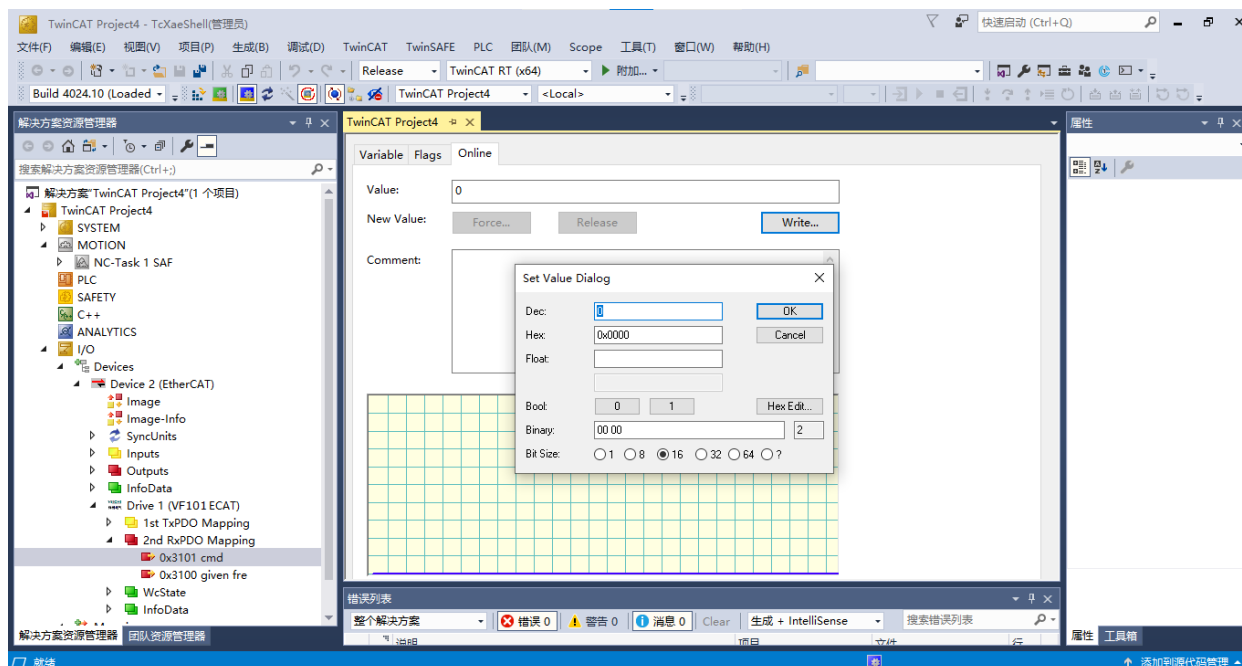 TwinCAT Project4 - TcXaeShell(管理员)
快速启动 (Ctrl+Q)
文件(F) 编辑(E) 视图(V) 项目(P) 生成(B) 调试(D) TwinCAT TwinSAFE PLC 团队(M) Scope 工具(T) 窗口(W) 帮助(H)
Release TwinCAT RT (x64) 附加...
Build 4024.10 (Loaded TwinCAT Project4 <Local>
解决方案资源管理器
搜索解决方案资源管理器(Ctrl+;)
解决方案"TwinCAT Project4"(1 个项目)
TwinCAT Project4
SYSTEM
MOTION
NC-Task 1 SAF
PLC
SAFETY
C++
ANALYTICS
I/O
Devices
Device 2 (EtherCAT)
Image
Image-Info
SyncUnits
Inputs
Outputs
InfoData
Drive 1 (VF101 ECAT)
1st TxPDO Mapping
2nd RxPDO Mapping
0x3101 cmd
0x3100 given fre
WcState
InfoData
解决方案资源管理器 团队资源管理器
TwinCAT Project4
Variable Flags Online
Value: 0
New Value: Force... Release Write...
Comment:
Set Value Dialog
Dec: 0 OK
Hex: 0x0000 Cancel
Float:
Bool: 0 1 Hex Edit...
Binary: 00 00 2
Bit Size: 1 8 16 32 64 ?
错误列表
整个解决方案 错误 0 警告 0 消息 0 Clear 生成 + IntelliSense 搜索错误列表
说明 项目 文件 行
属性
属性 工具箱
就绪
添加到源代码管理